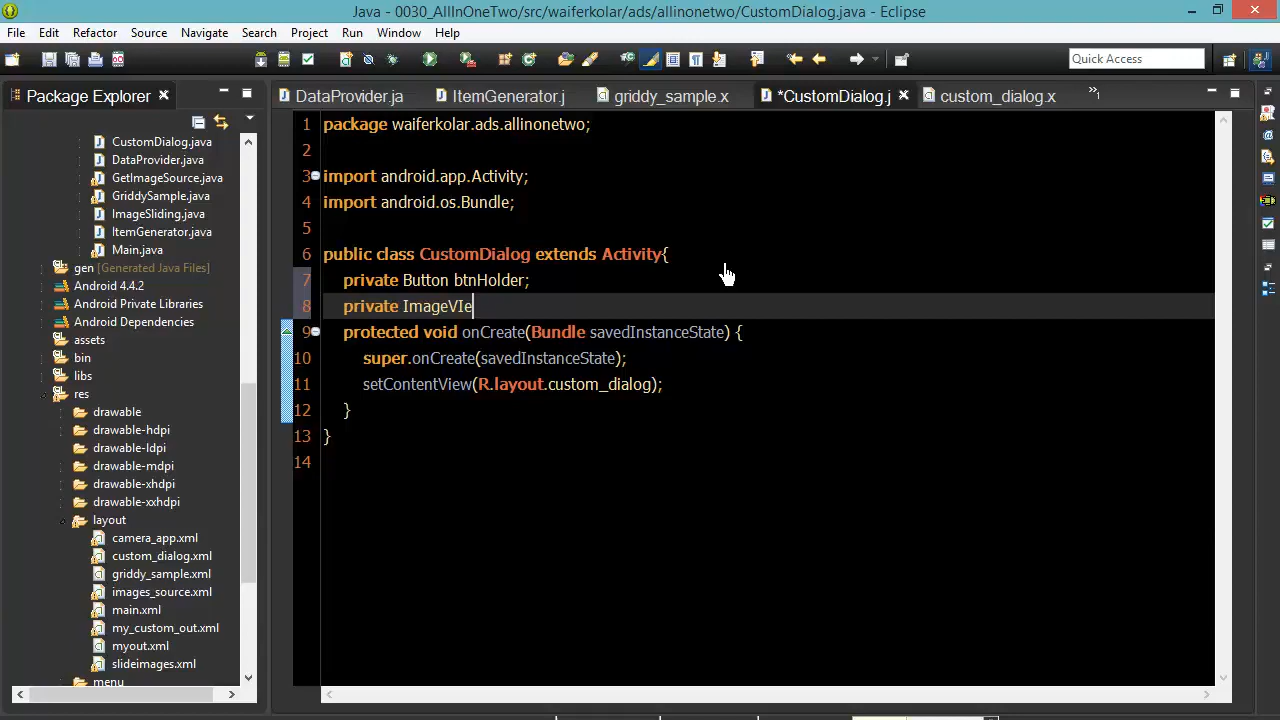 Java - 0030_AllInOneTwo/src/waiferkolar/ads/allinonetwo/CustomDialog.java - Eclipse
File Edit Refactor Source Navigate Search Project Run Window Help
Quick Access
Package Explorer
DataProvider.ja ItemGenerator.j griddy_sample.x *CustomDialog.j custom_dialog.x »1
CustomDialog.java
DataProvider.java
GetImageSource.java
GriddySample.java
ImageSliding.java
ItemGenerator.java
Main.java
gen [Generated Java Files]
Android 4.4.2
Android Private Libraries
Android Dependencies
assets
bin
libs
res
drawable
drawable-hdpi
drawable-ldpi
drawable-mdpi
drawable-xhdpi
drawable-xxhdpi
layout
camera_app.xml
custom_dialog.xml
griddy_sample.xml
images_source.xml
main.xml
my_custom_out.xml
myout.xml
slideimages.xml
menu
1 package waiferkolar.ads.allinonetwo;
2
3 import android.app.Activity;
4 import android.os.Bundle;
5
6 public class CustomDialog extends Activity{
7 private Button btnHolder;
8 private ImageVIe
9 protected void onCreate(Bundle savedInstanceState) {
10 super.onCreate(savedInstanceState);
11 setContentView(R.layout.custom_dialog);
12 }
13 }
14